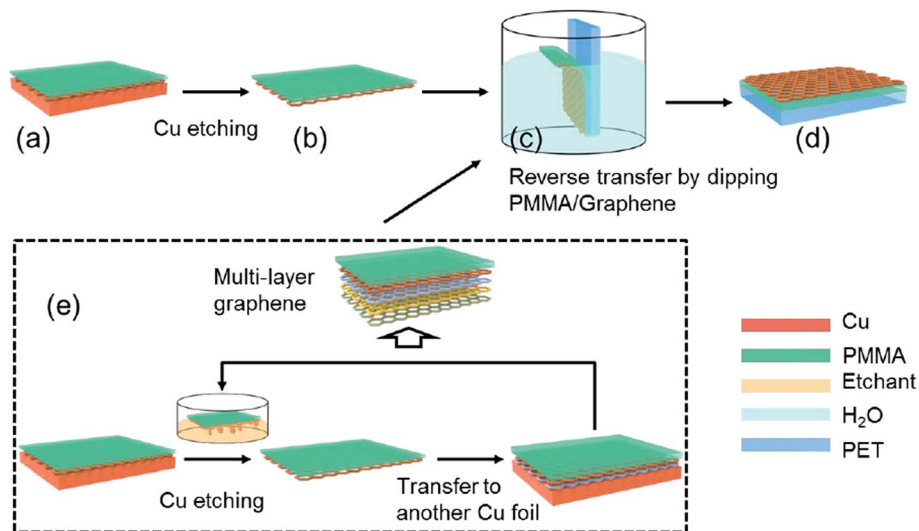 (a)
Cu etching
(b)
(c)
(d)
Reverse transfer by dipping
PMMA/Graphene
(e)
Multi-layer
graphene
Cu etching
Transfer to
another Cu foil
Cu
PMMA
Etchant
H₂O
PET